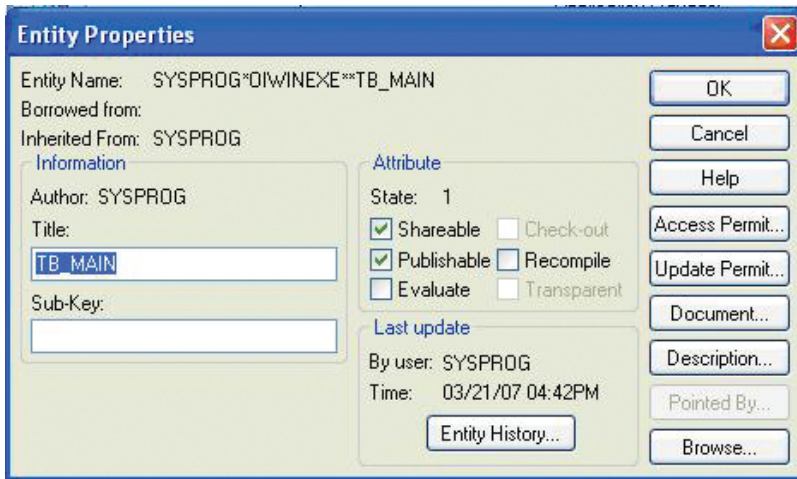 Entity Properties
Entity Name: SYSPROG*OIWINEXE**TB_MAIN
Borrowed from:
Inherited From: SYSPROG
Information
Author: SYSPROG
Title:
TB_MAIN
Sub-Key:
Attribute
State: 1
Shareable Check-out
Publishable Recompile
Evaluate Transparent
Last update
By user: SYSPROG
Time: 03/21/07 04:42PM
Entity History...
OK
Cancel
Help
Access Permit...
Update Permit...
Document...
Description...
Pointed By...
Browse...